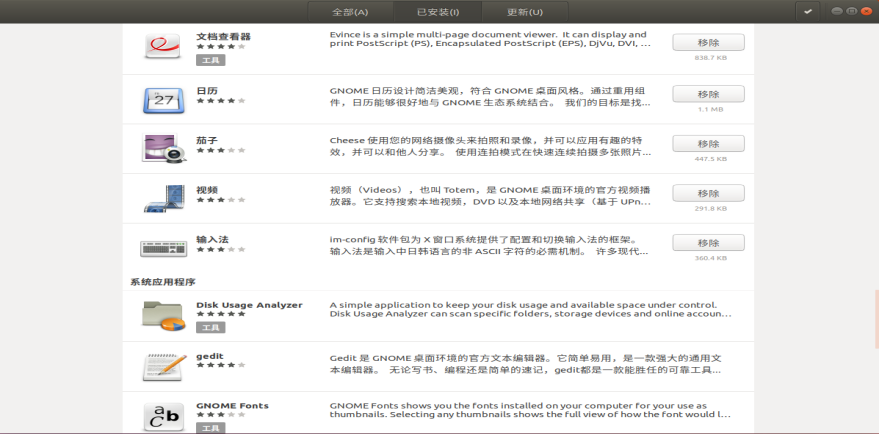 全部(A)
已安装(I)
更新(U)
文档查看器
工具
Evince is a simple multi-page document viewer. It can display and
print PostScript (PS), Encapsulated PostScript (EPS), DjVu, DVI, ...
移除
838.7 KB
日历
GNOME 日历设计简洁美观，符合 GNOME 桌面风格。通过重用组
件，日历能够很好地与 GNOME 生态系统结合。 我们的目标是找...
移除
1.1 MB
27
茄子
Cheese 使用您的网络摄像头来拍照和录像，并可以应用有趣的特
效，并可以和他人分享。 使用连拍模式在快速连续拍摄多张照片...
移除
447.5 KB
视频
视频（Videos），也叫 Totem，是 GNOME 桌面环境的官方视频播
放器。它支持搜索本地视频，DVD 以及本地网络共享（基于 UPn...
移除
291.8 KB
输入法
im-config 软件包为 X 窗口系统提供了配置和切换输入法的框架。
输入法是输入中日韩语言的非 ASCII 字符的必需机制。 许多现代...
移除
360.4 KB
系统应用程序
Disk Usage Analyzer
工具
A simple application to keep your disk usage and available space under control.
Disk Usage Analyzer can scan specific folders, storage devices and online accoun...
gedit
Gedit 是 GNOME 桌面环境的官方文本编辑器。它简单易用，是一款强大的通用文
本编辑器。 无论写书、编程还是简单的速记，gedit都是一款能胜任的可靠工具...
GNOME Fonts
工具
GNOME Fonts shows you the fonts installed on your computer for your use as
thumbnails. Selecting any thumbnails shows the full view of how the font would l...
a b
c